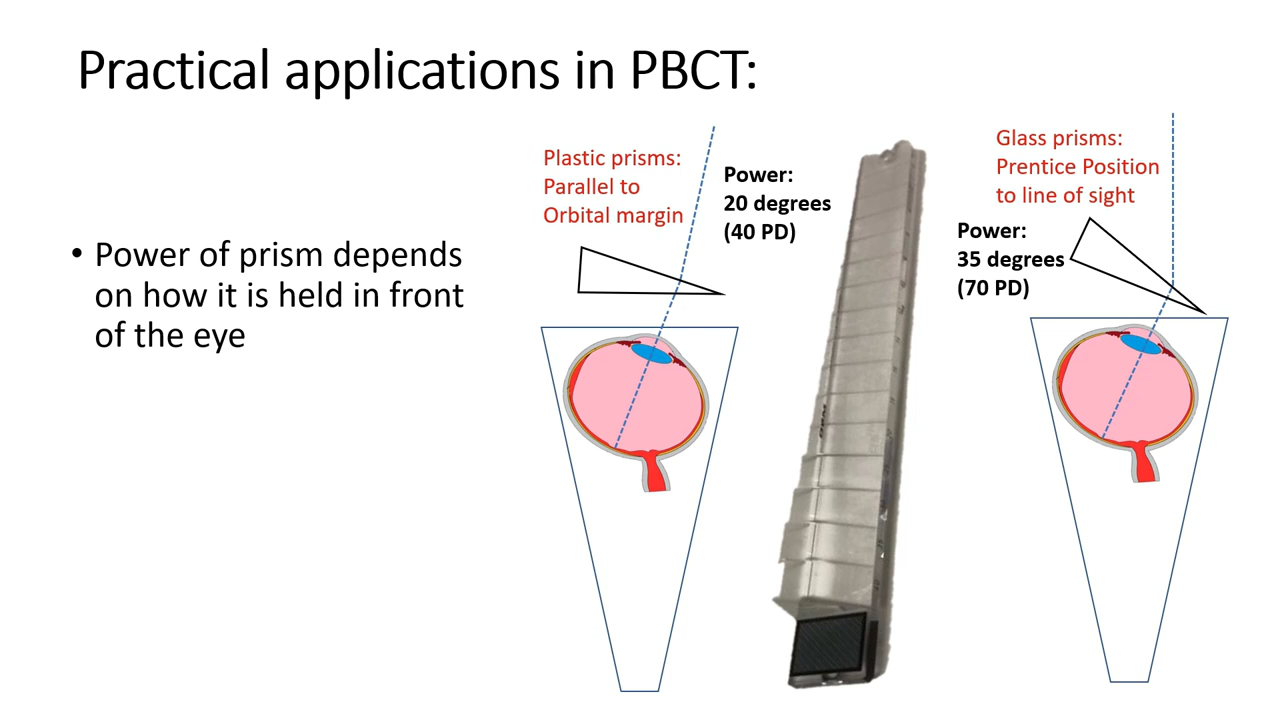 Practical applications in PBCT:
• Power of prism depends
on how it is held in front
of the eye
Plastic prisms:
Parallel to
Orbital margin
Power:
20 degrees
(40 PD)
Glass prisms:
Prentice Position
to line of sight
Power:
35 degrees
(70 PD)